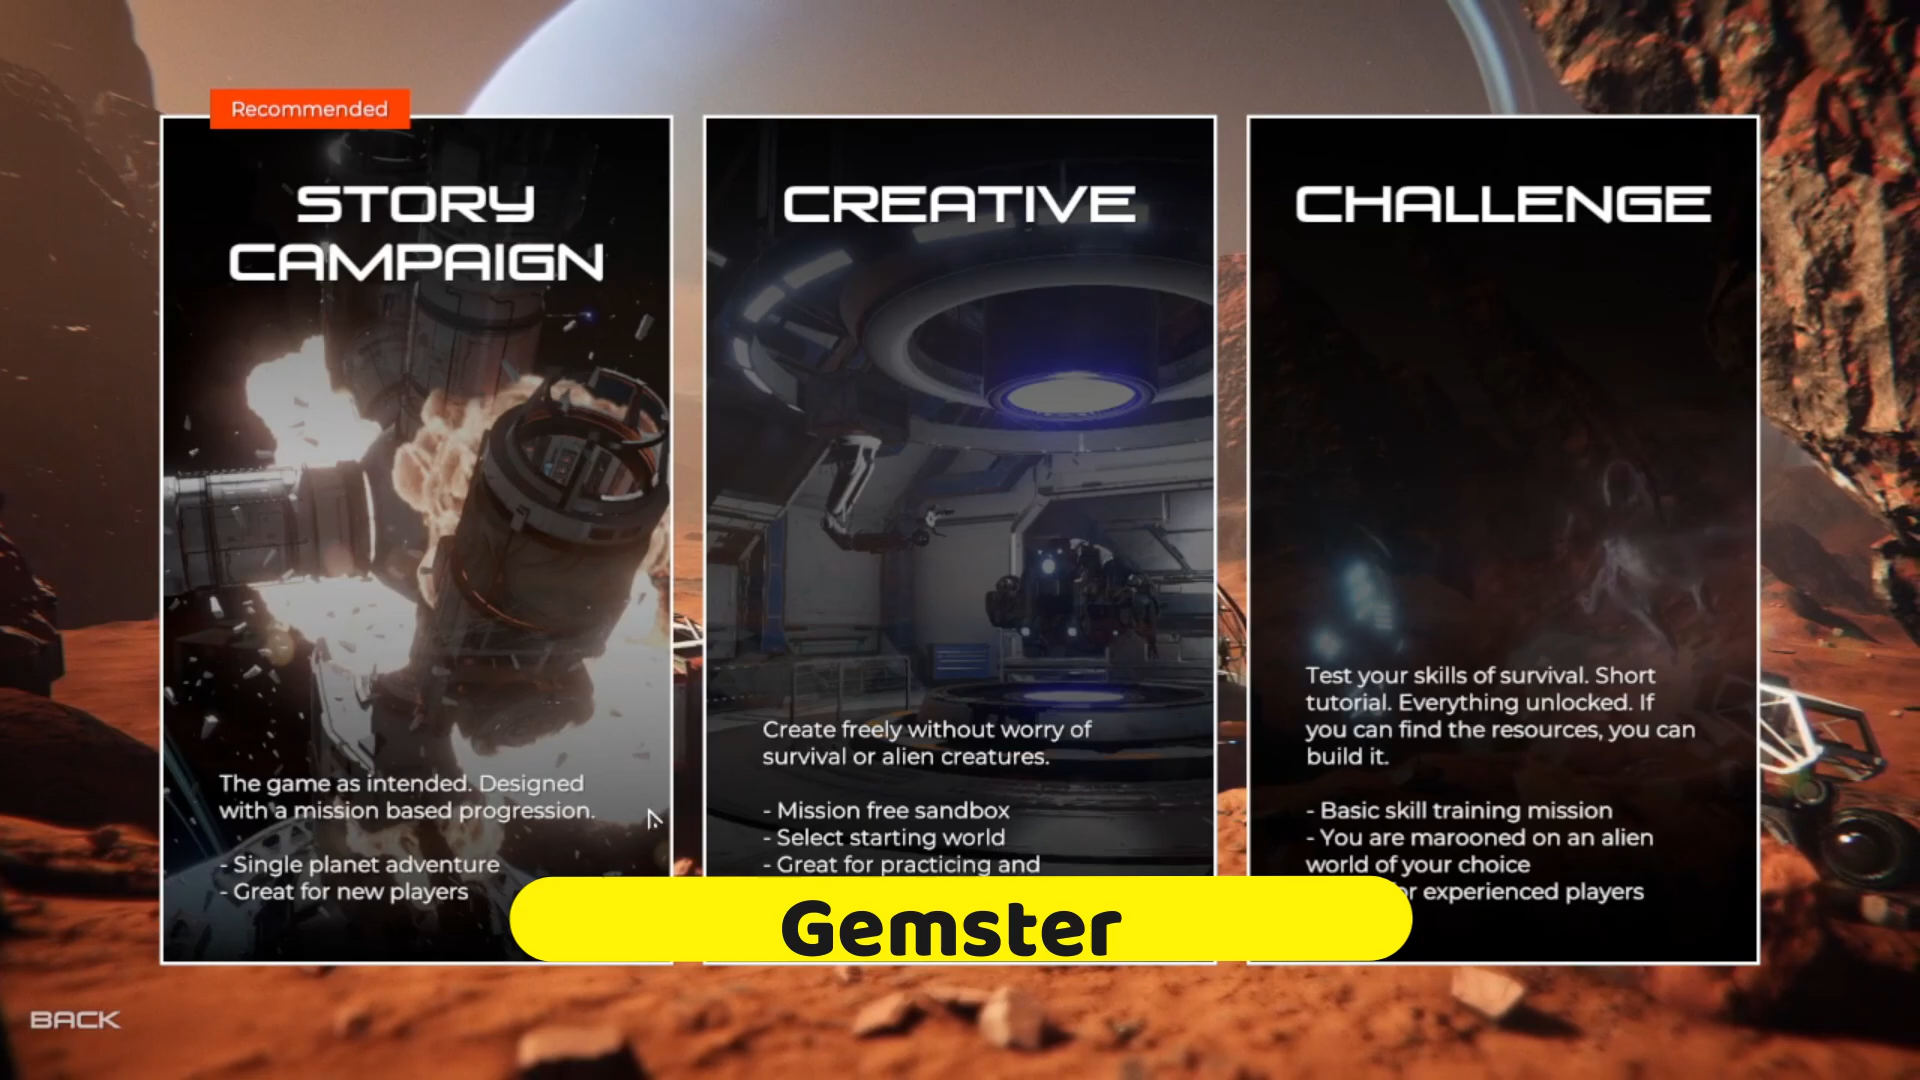 Recommended
STORY
CAMPAIGN
The game as intended. Designed
with a mission based progression.
- Single planet adventure
- Great for new players
CREATIVE
Create freely without worry of
survival or alien creatures.
- Mission free sandbox
- Select starting world
- Great for practicing and
CHALLENGE
Test your skills of survival. Short
tutorial. Everything unlocked. If
you can find the resources, you can
build it.
- Basic skill training mission
- You are marooned on an alien
world of your choice
experienced players
Gemster
BACK